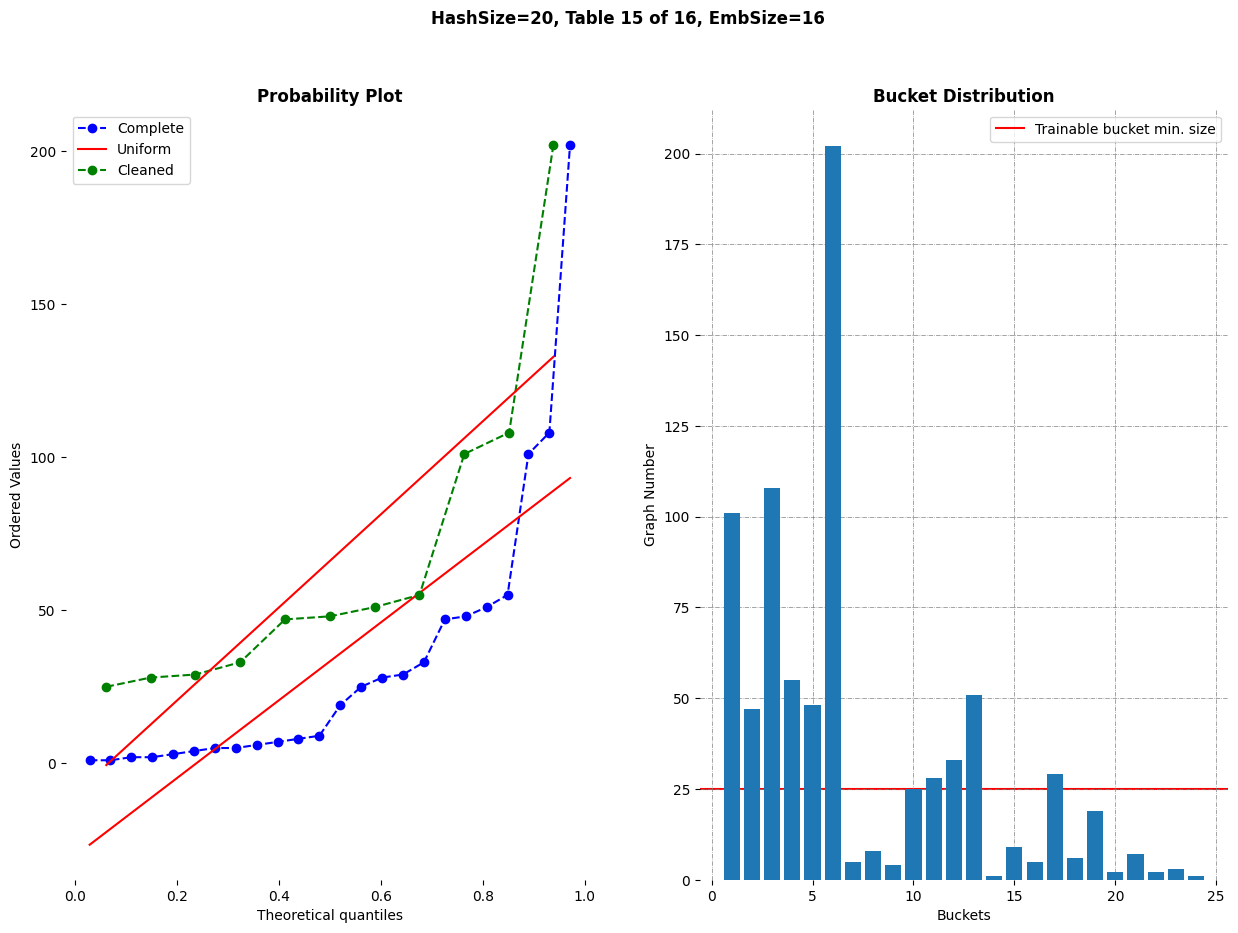 HashSize=20, Table 15 of 16, EmbSize=16
Probability Plot
Complete
Uniform
Cleaned
Ordered Values
200
150
100
50
0
0.0 0.2 0.4 0.6 0.8 1.0
Theoretical quantiles
Bucket Distribution
Trainable bucket min. size
Graph Number
200
175
150
125
100
75
50
25
0
0 5 10 15 20 25
Buckets